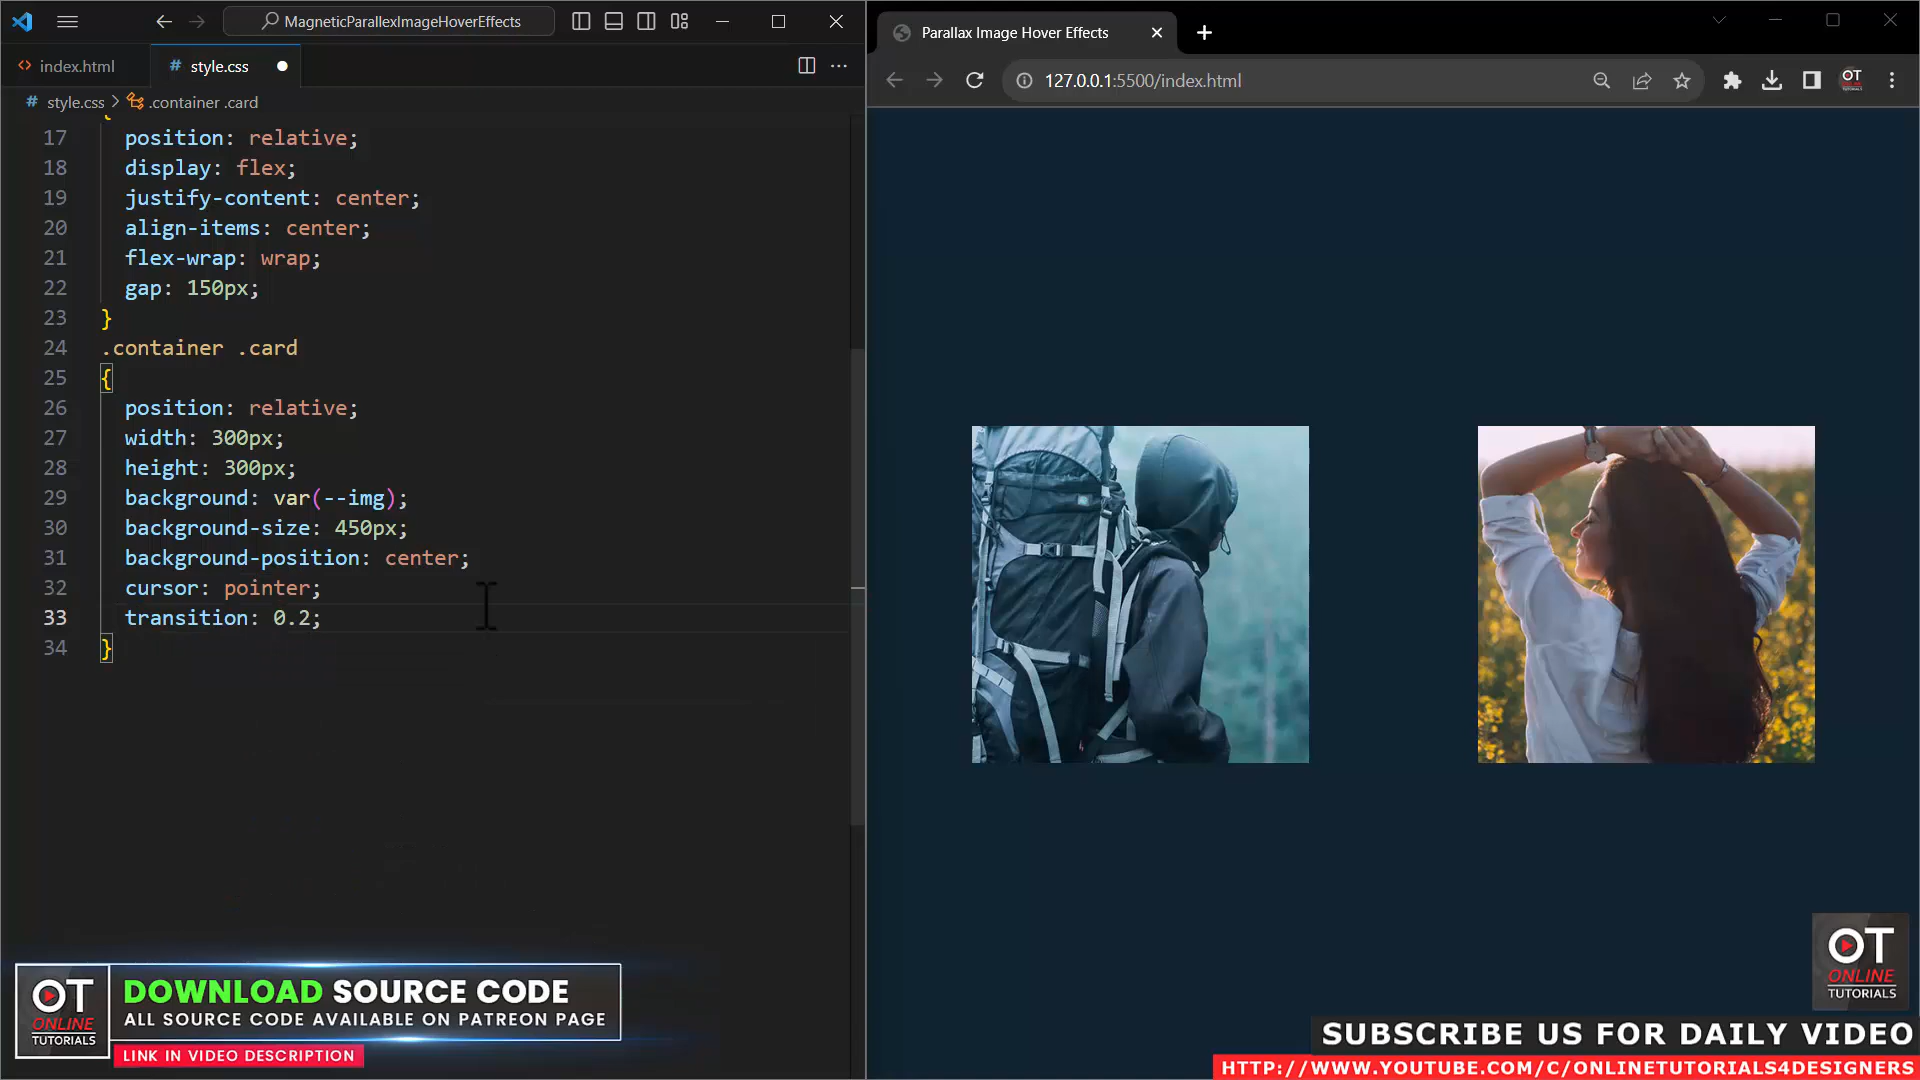 MagneticParallexImageHoverEffects
index.html
# style.css
# style.css > .container .card
{
17 position: relative;
18 display: flex;
19 justify-content: center;
20 align-items: center;
21 flex-wrap: wrap;
22 gap: 150px;
23 }
24 .container .card
25 {
26 position: relative;
27 width: 300px;
28 height: 300px;
29 background: var(--img);
30 background-size: 450px;
31 background-position: center;
32 cursor: pointer;
33 transition: 0.2;
34 }
OT
ONLINE
TUTORIALS
DOWNLOAD SOURCE CODE
ALL SOURCE CODE AVAILABLE ON PATREON PAGE
LINK IN VIDEO DESCRIPTION
Parallax Image Hover Effects
127.0.0.1:5500/index.html
OT
OT
ONLINE
TUTORIALS
SUBSCRIBE US FOR DAILY VIDEO
HTTP://WWW.YOUTUBE.COM/C/ONLINETUTORIALS4DESIGNERS